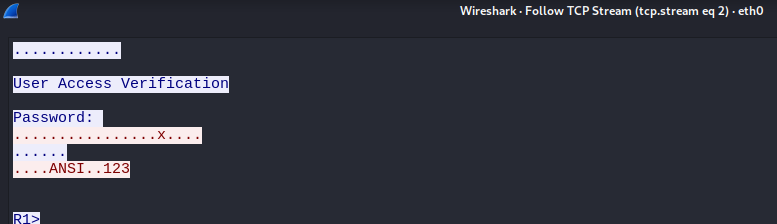 Wireshark · Follow TCP Stream (tcp.stream eq 2) · eth0
............
User Access Verification
Password:
................x....
......
....ANSI..123
R1>